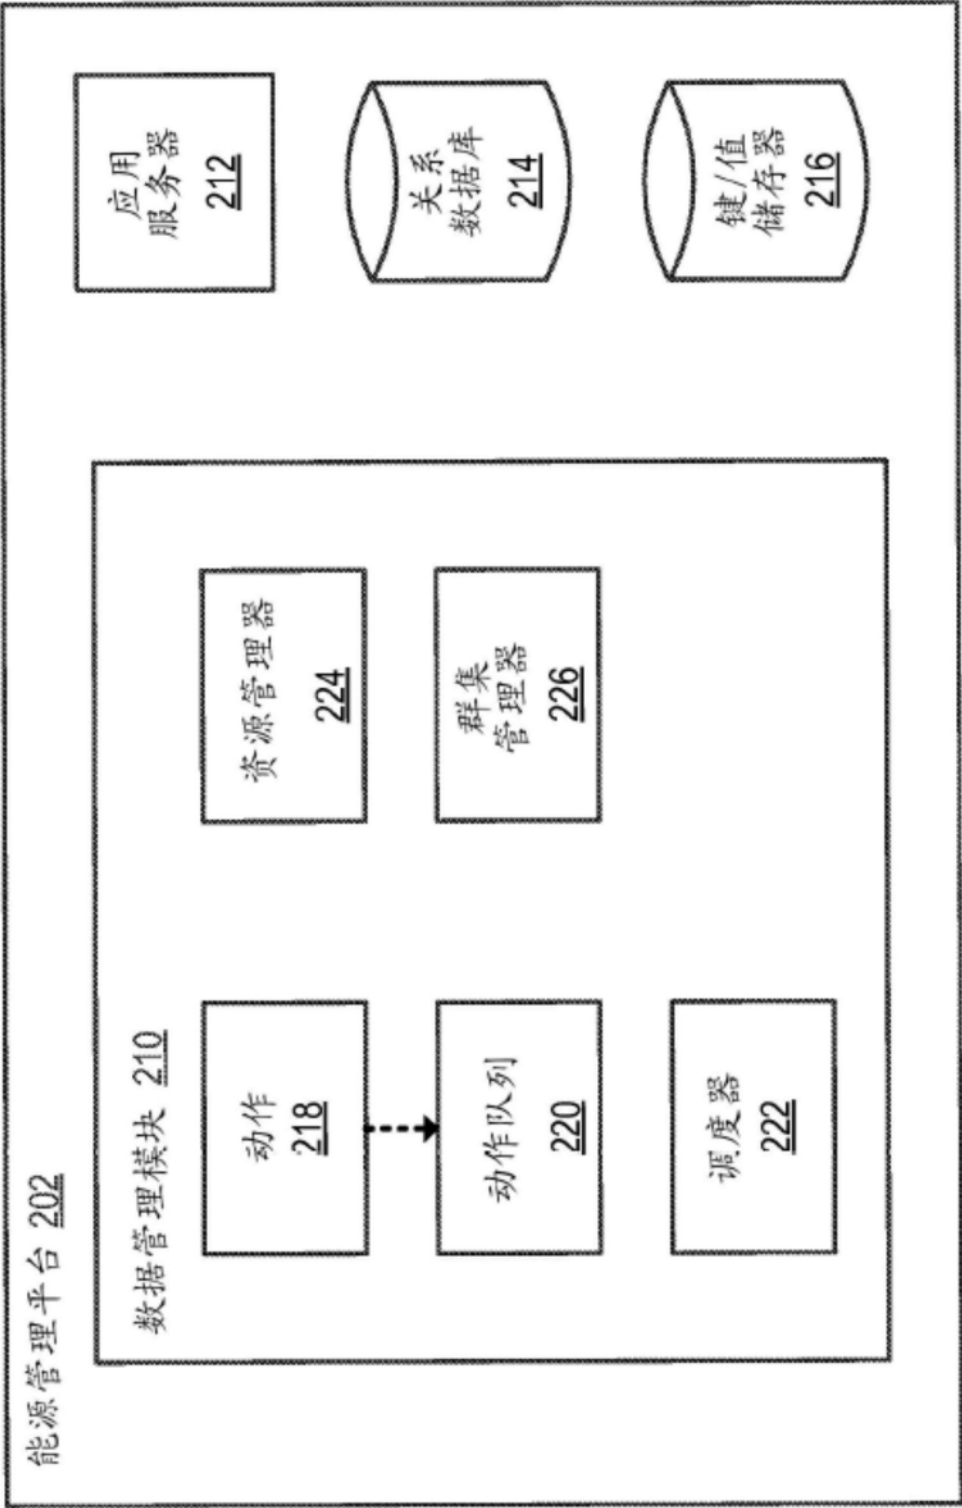 能源管理平台 202
数据管理模块 210
动作
218
动作队列
220
调度器
222
资源管理器
224
群集
管理器
226
应用
服务器
212
关系
数据库
214
键/值
储存器
216